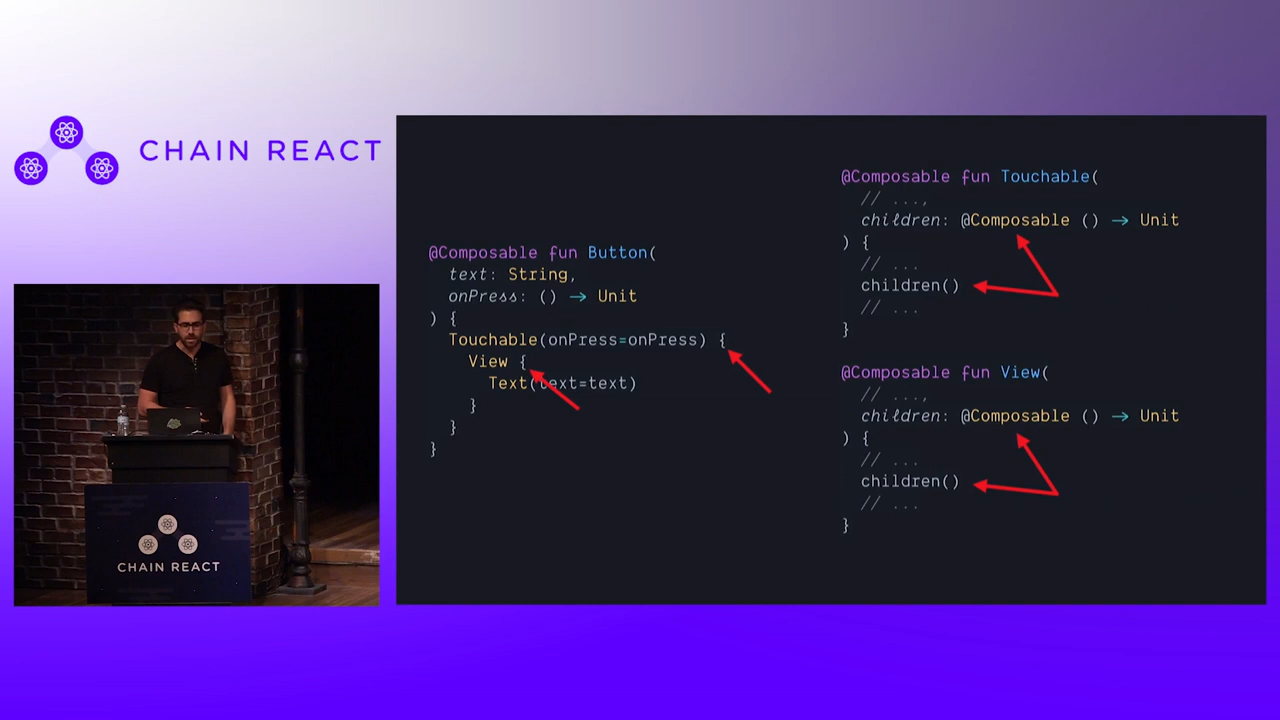 CHAIN REACT
@Composable fun Button(
text: String,
onPress: () → Unit
) {
Touchable(onPress=onPress) {
View {
Text(text=text)
}
}
}
@Composable fun Touchable(
// ...,
children: @Composable () → Unit
) {
// ...
children()
// ...
}
@Composable fun View(
// ...,
children: @Composable () → Unit
) {
// ...
children()
// ...
}
CHAIN REACT